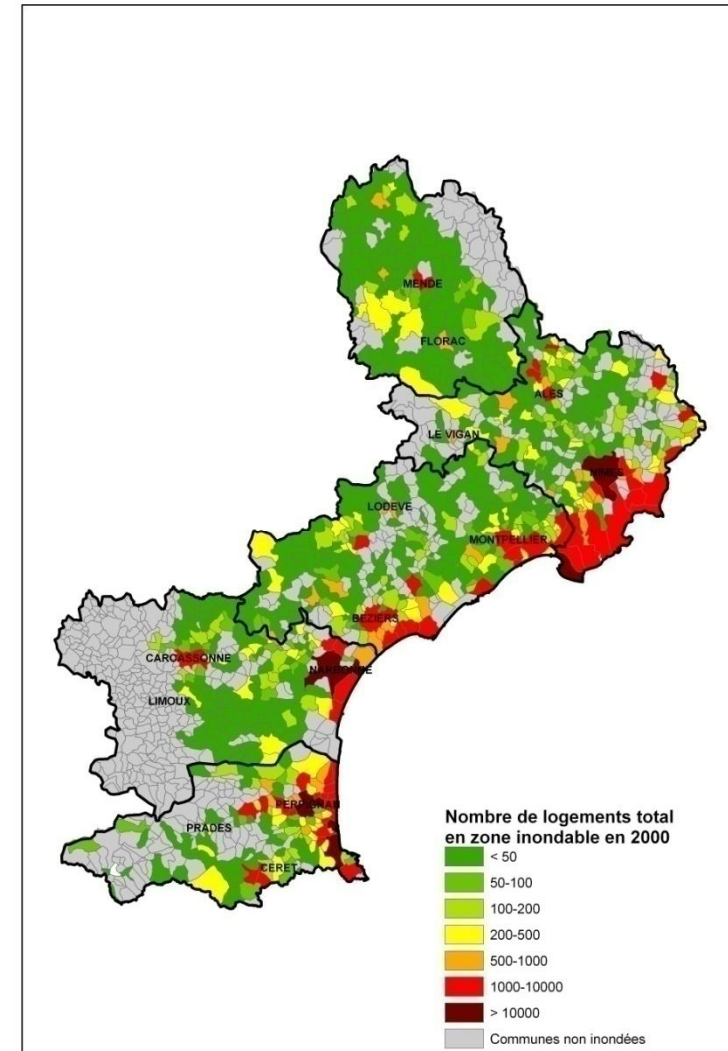 MENDE
FLORAC
ALES
LE VIGAN
NIMES
LODEVE
MONTPELLIER
BEZIERS
CARCASSONNE
NARBONNE
LIMOUX
PERPIGNAN
PRADES
CERET
Nombre de logements total
en zone inondable en 2000
< 50
50-100
100-200
200-500
500-1000
1000-10000
> 10000
Communes non inondées